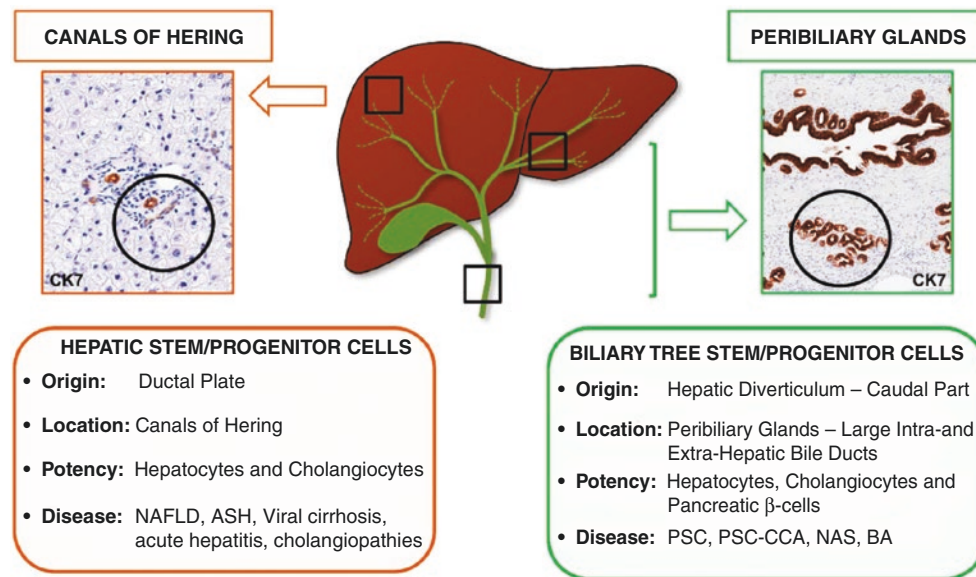 CANALS OF HERING
PERIBILIARY GLANDS
CK7
CK7
HEPATIC STEM/PROGENITOR CELLS
• Origin: Ductal Plate
• Location: Canals of Hering
• Potency: Hepatocytes and Cholangiocytes
• Disease: NAFLD, ASH, Viral cirrhosis,
acute hepatitis, cholangiopathies
BILIARY TREE STEM/PROGENITOR CELLS
• Origin: Hepatic Diverticulum – Caudal Part
• Location: Peribiliary Glands – Large Intra-and
Extra-Hepatic Bile Ducts
• Potency: Hepatocytes, Cholangiocytes and
Pancreatic β-cells
• Disease: PSC, PSC-CCA, NAS, BA